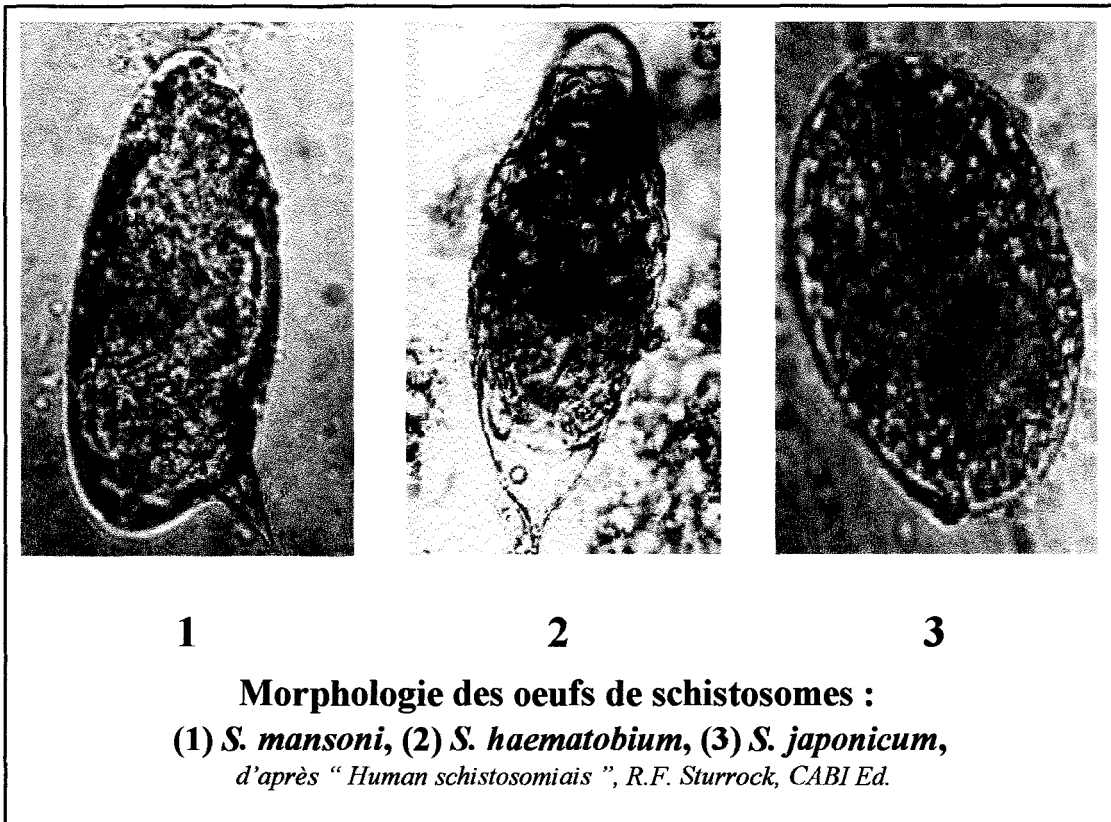 1 2 3
Morphologie des oeufs de schistosomes :
(1) S. mansoni, (2) S. haematobium, (3) S. japonicum,
d'après “ Human schistosomiais ”, R.F. Sturrock, CABI Ed.